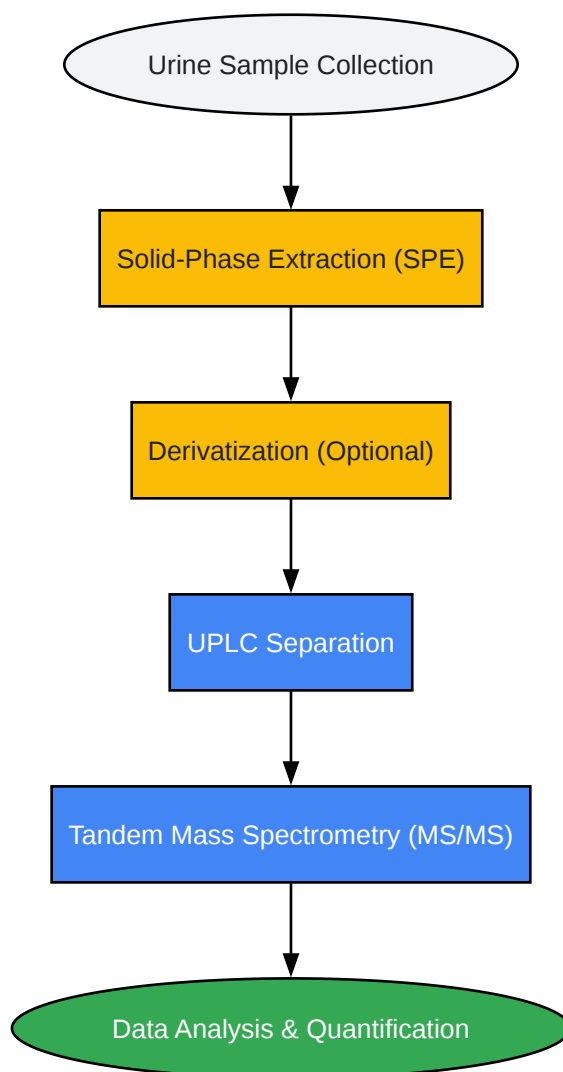 Urine Sample Collection
Solid-Phase Extraction (SPE)
Derivatization (Optional)
UPLC Separation
Tandem Mass Spectrometry (MS/MS)
Data Analysis & Quantification